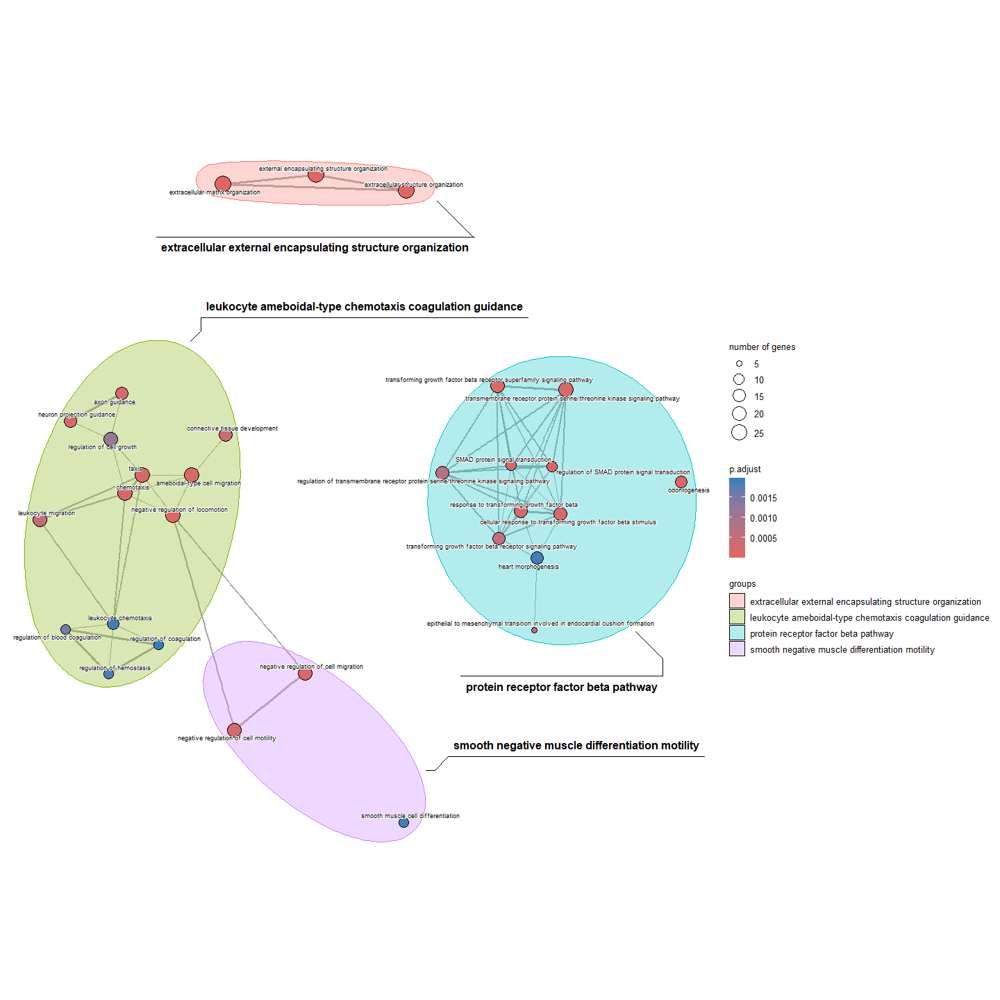 external encapsulating structure organization
extracellular structure organization
extracellular matrix organization
extracellular external encapsulating structure organization
leukocyte ameboidal-type chemotaxis coagulation guidance
axon guidance
neuron projection guidance
connective tissue development
regulation of cell growth
taxis
ameboidal-type cell migration
chemotaxis
negative regulation of locomotion
leukocyte migration
leukocyte chemotaxis
regulation of blood coagulation
regulation of coagulation
regulation of hemostasis
transforming growth factor beta receptor superfamily signaling pathway
transmembrane receptor protein serine/threonine kinase signaling pathway
SMAD protein signal transduction
regulation of SMAD protein signal transduction
regulation of transmembrane receptor protein serine/threonine kinase signaling pathway
odontogenesis
response to transforming growth factor beta
cellular response to transforming growth factor beta stimulus
transforming growth factor beta receptor signaling pathway
heart morphogenesis
epithelial to mesenchymal transition involved in endocardial cushion formation
protein receptor factor beta pathway
negative regulation of cell migration
negative regulation of cell motility
smooth negative muscle differentiation motility
smooth muscle cell differentiation
number of genes
5
10
15
20
25
p.adjust
0.0015
0.0010
0.0005
groups
extracellular external encapsulating structure organization
leukocyte ameboidal-type chemotaxis coagulation guidance
protein receptor factor beta pathway
smooth negative muscle differentiation motility